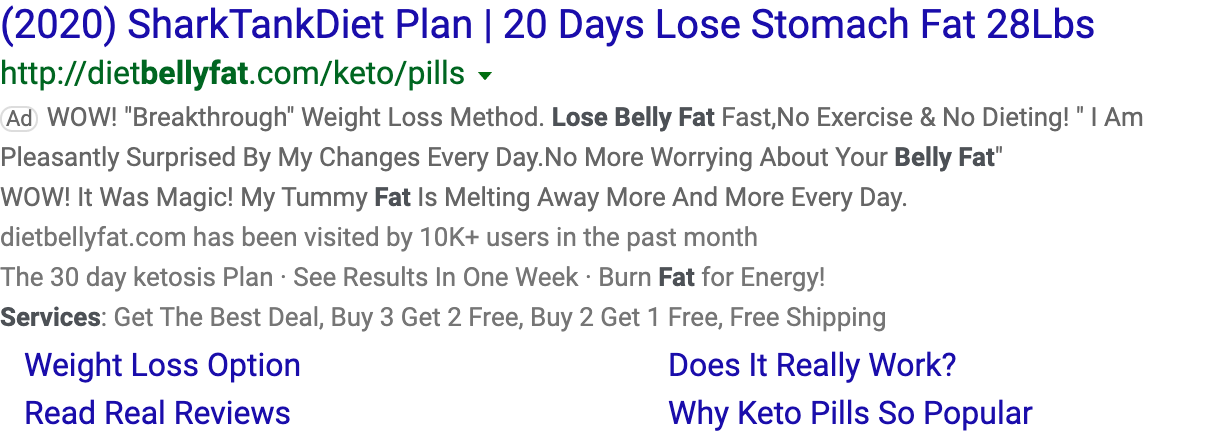 (2020) SharkTankDiet Plan | 20 Days Lose Stomach Fat 28Lbs
http://dietbellyfat.com/keto/pills
Ad WOW! "Breakthrough" Weight Loss Method. Lose Belly Fat Fast,No Exercise & No Dieting! " I Am
Pleasantly Surprised By My Changes Every Day.No More Worrying About Your Belly Fat"
WOW! It Was Magic! My Tummy Fat Is Melting Away More And More Every Day.
dietbellyfat.com has been visited by 10K+ users in the past month
The 30 day ketosis Plan · See Results In One Week · Burn Fat for Energy!
Services: Get The Best Deal, Buy 3 Get 2 Free, Buy 2 Get 1 Free, Free Shipping
Weight Loss Option Does It Really Work?
Read Real Reviews Why Keto Pills So Popular